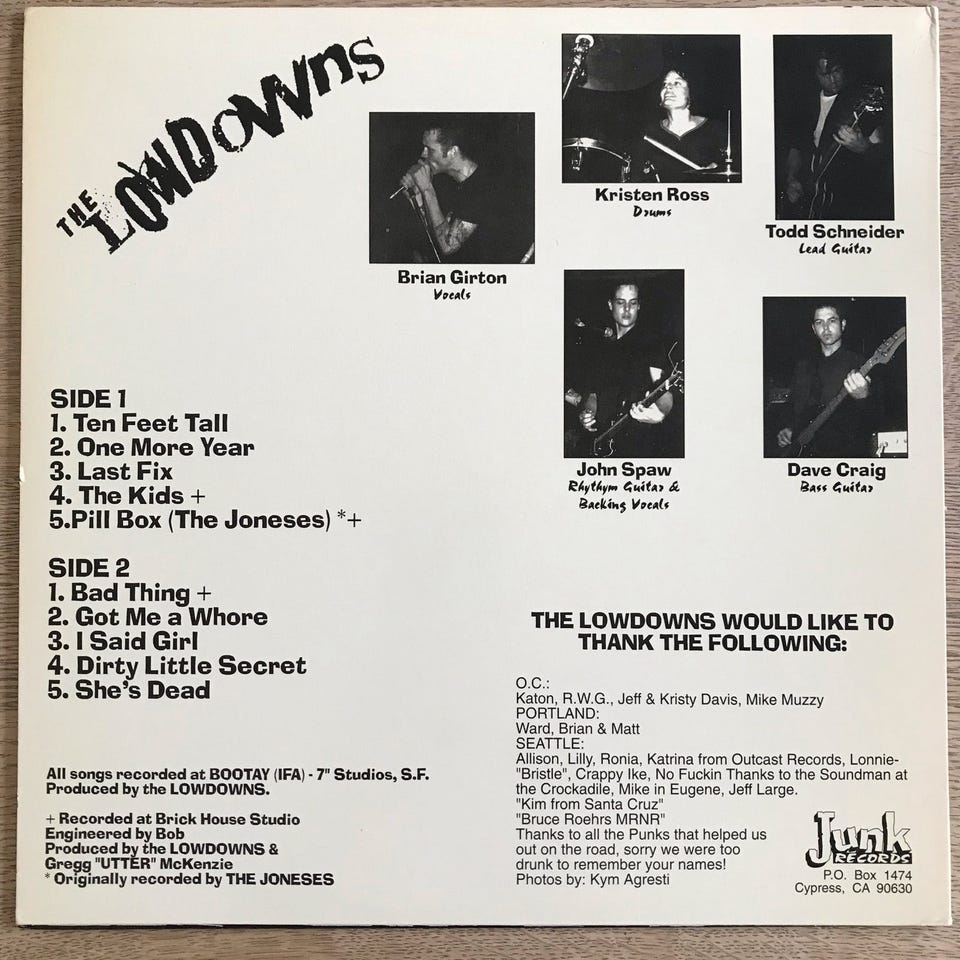 THE LOWDOWNS
Brian Girton
Vocals
Kristen Ross
Drums
Todd Schneider
Lead Guitar
John Spaw
Rhythym Guitar &
Backing Vocals
Dave Craig
Bass Guitar
SIDE 1
1. Ten Feet Tall
2. One More Year
3. Last Fix
4. The Kids +
5.Pill Box (The Joneses) *+
SIDE 2
1. Bad Thing +
2. Got Me a Whore
3. I Said Girl
4. Dirty Little Secret
5. She's Dead
All songs recorded at BOOTAY (IFA) - 7" Studios, S.F.
Produced by the LOWDOWNS.
+ Recorded at Brick House Studio
Engineered by Bob
Produced by the LOWDOWNS &
Gregg "UTTER" McKenzie
* Originally recorded by THE JONESES
THE LOWDOWNS WOULD LIKE TO
THANK THE FOLLOWING:
O.C.:
Katon, R.W.G., Jeff & Kristy Davis, Mike Muzzy
PORTLAND:
Ward, Brian & Matt
SEATTLE:
Allison, Lilly, Ronia, Katrina from Outcast Records, Lonnie-
"Bristle", Crappy Ike, No Fuckin Thanks to the Soundman at
the Crockadile, Mike in Eugene, Jeff Large.
"Kim from Santa Cruz"
"Bruce Roehrs MRNR"
Thanks to all the Punks that helped us
out on the road, sorry we were too
drunk to remember your names!
Photos by: Kym Agresti
Junk
RECORDS
P.O. Box 1474
Cypress, CA 90630